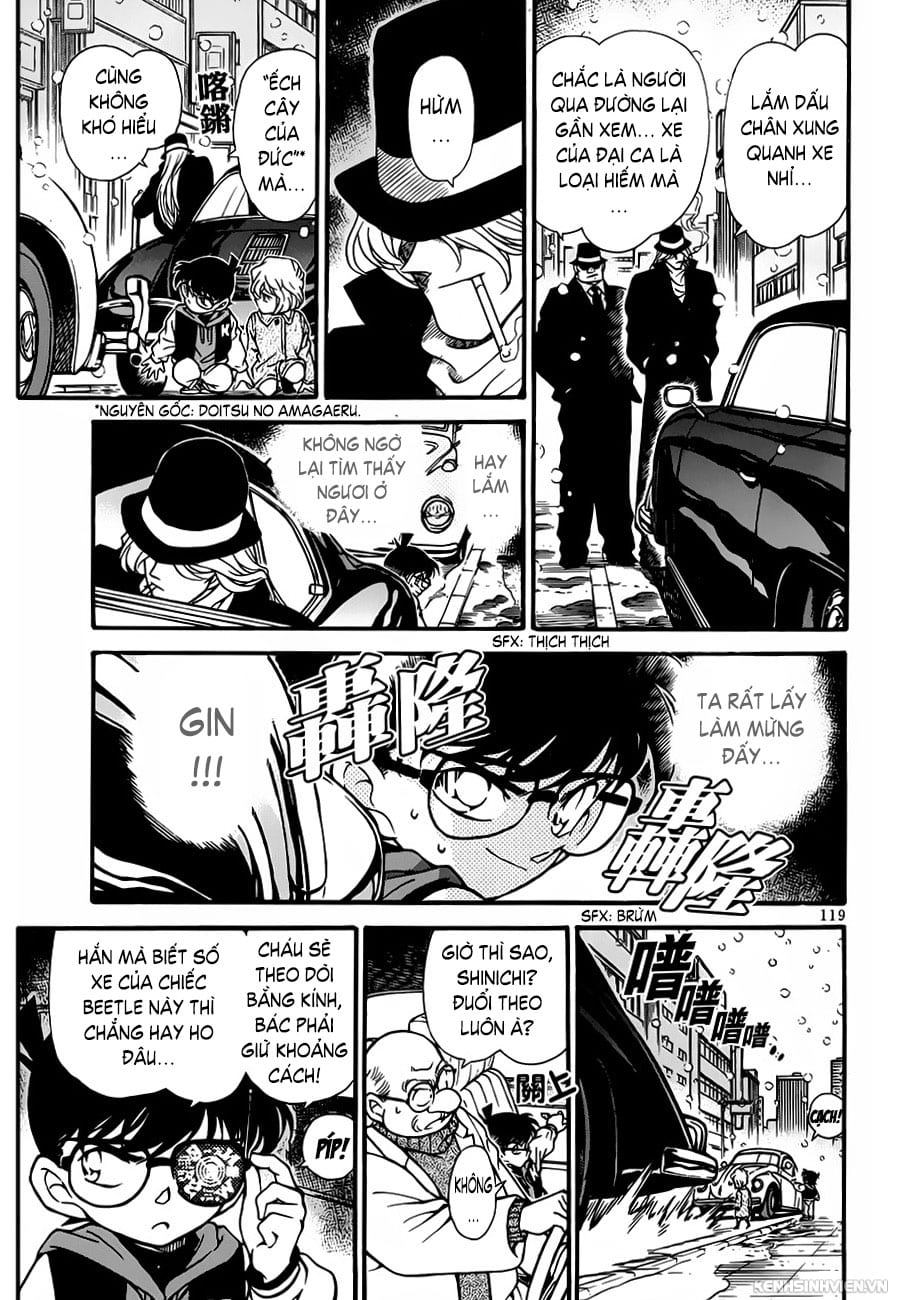 LẮM DẤU
CHÂN XUNG
QUANH XE
NHỈ...
CHẮC LÀ NGƯỜI
QUA ĐƯỜNG LẠI
GẦN XEM... XE
CỦA ĐẠI CA LÀ
LOẠI HIẾM MÀ
...
HỪM
...
"ẾCH
CÂY
CỦA
ĐỨC"*
MÀ...
CŨNG
KHÔNG
KHÓ HIỂU
...
喀鏘
*NGUYÊN GỐC: DOITSU NO AMAGAERU.
HAY
LẮM...
KHÔNG NGỜ
LẠI TÌM THẤY
NGƯƠI Ở
ĐÂY...
SFX: THỊCH THỊCH
TA RẤT LẤY
LÀM MỪNG
ĐẤY...
轟隆
轟隆
GIN
!!!
SFX: BRỪM
119
噜噜噜噜...
CẠCH!
GIỜ THÌ SAO,
SHINICHI?
ĐUỔI THEO
LUÔN À?
關上
KHÔNG
...
CHÁU SẼ
THEO DÕI
BẰNG KÍNH,
BÁC PHẢI
GIỮ KHOẢNG
CÁCH!
PÍP!
HẮN MÀ BIẾT SỐ
XE CỦA CHIẾC
BEETLE NÀY THÌ
CHẲNG HAY HO
ĐÂU...
KENHSINHVIEN.VN